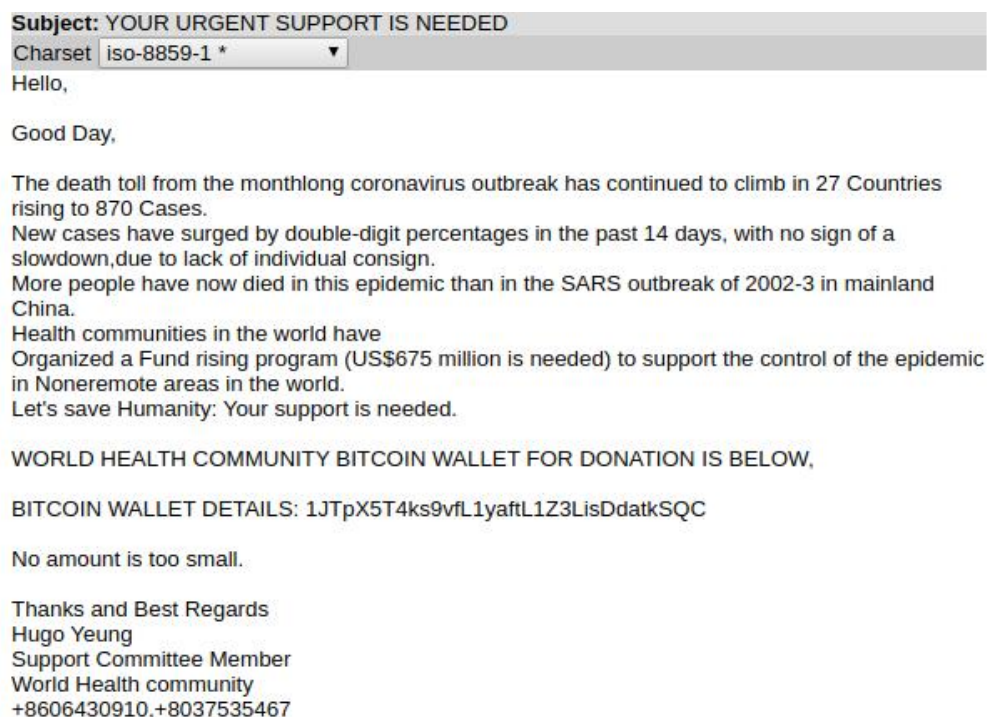 Subject: YOUR URGENT SUPPORT IS NEEDED
Charset iso-8859-1 *
Hello,
Good Day,
The death toll from the monthlong coronavirus outbreak has continued to climb in 27 Countries
rising to 870 Cases.
New cases have surged by double-digit percentages in the past 14 days, with no sign of a
slowdown,due to lack of individual consign.
More people have now died in this epidemic than in the SARS outbreak of 2002-3 in mainland
China.
Health communities in the world have
Organized a Fund rising program (US$675 million is needed) to support the control of the epidemic
in Noneremote areas in the world.
Let's save Humanity: Your support is needed.
WORLD HEALTH COMMUNITY BITCOIN WALLET FOR DONATION IS BELOW,
BITCOIN WALLET DETAILS: 1JTpX5T4ks9vfL1yaftL1Z3LisDdatkSQC
No amount is too small.
Thanks and Best Regards
Hugo Yeung
Support Committee Member
World Health community
+8606430910,+8037535467